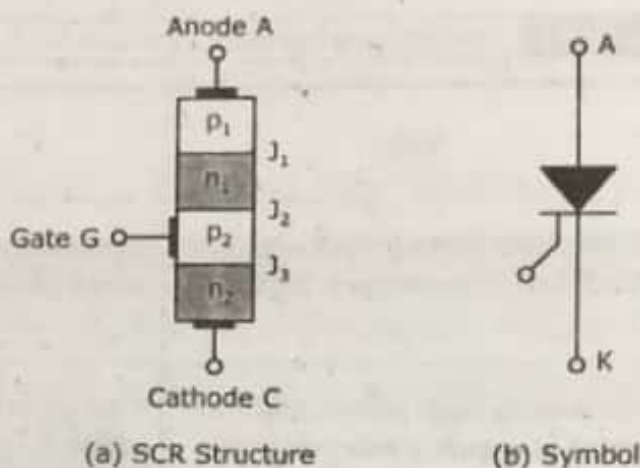 Anode A
A
p₁
J₁
n₁
J₂
Gate G
p₂
J₃
n₂
K
Cathode C
(a) SCR Structure
(b) Symbol